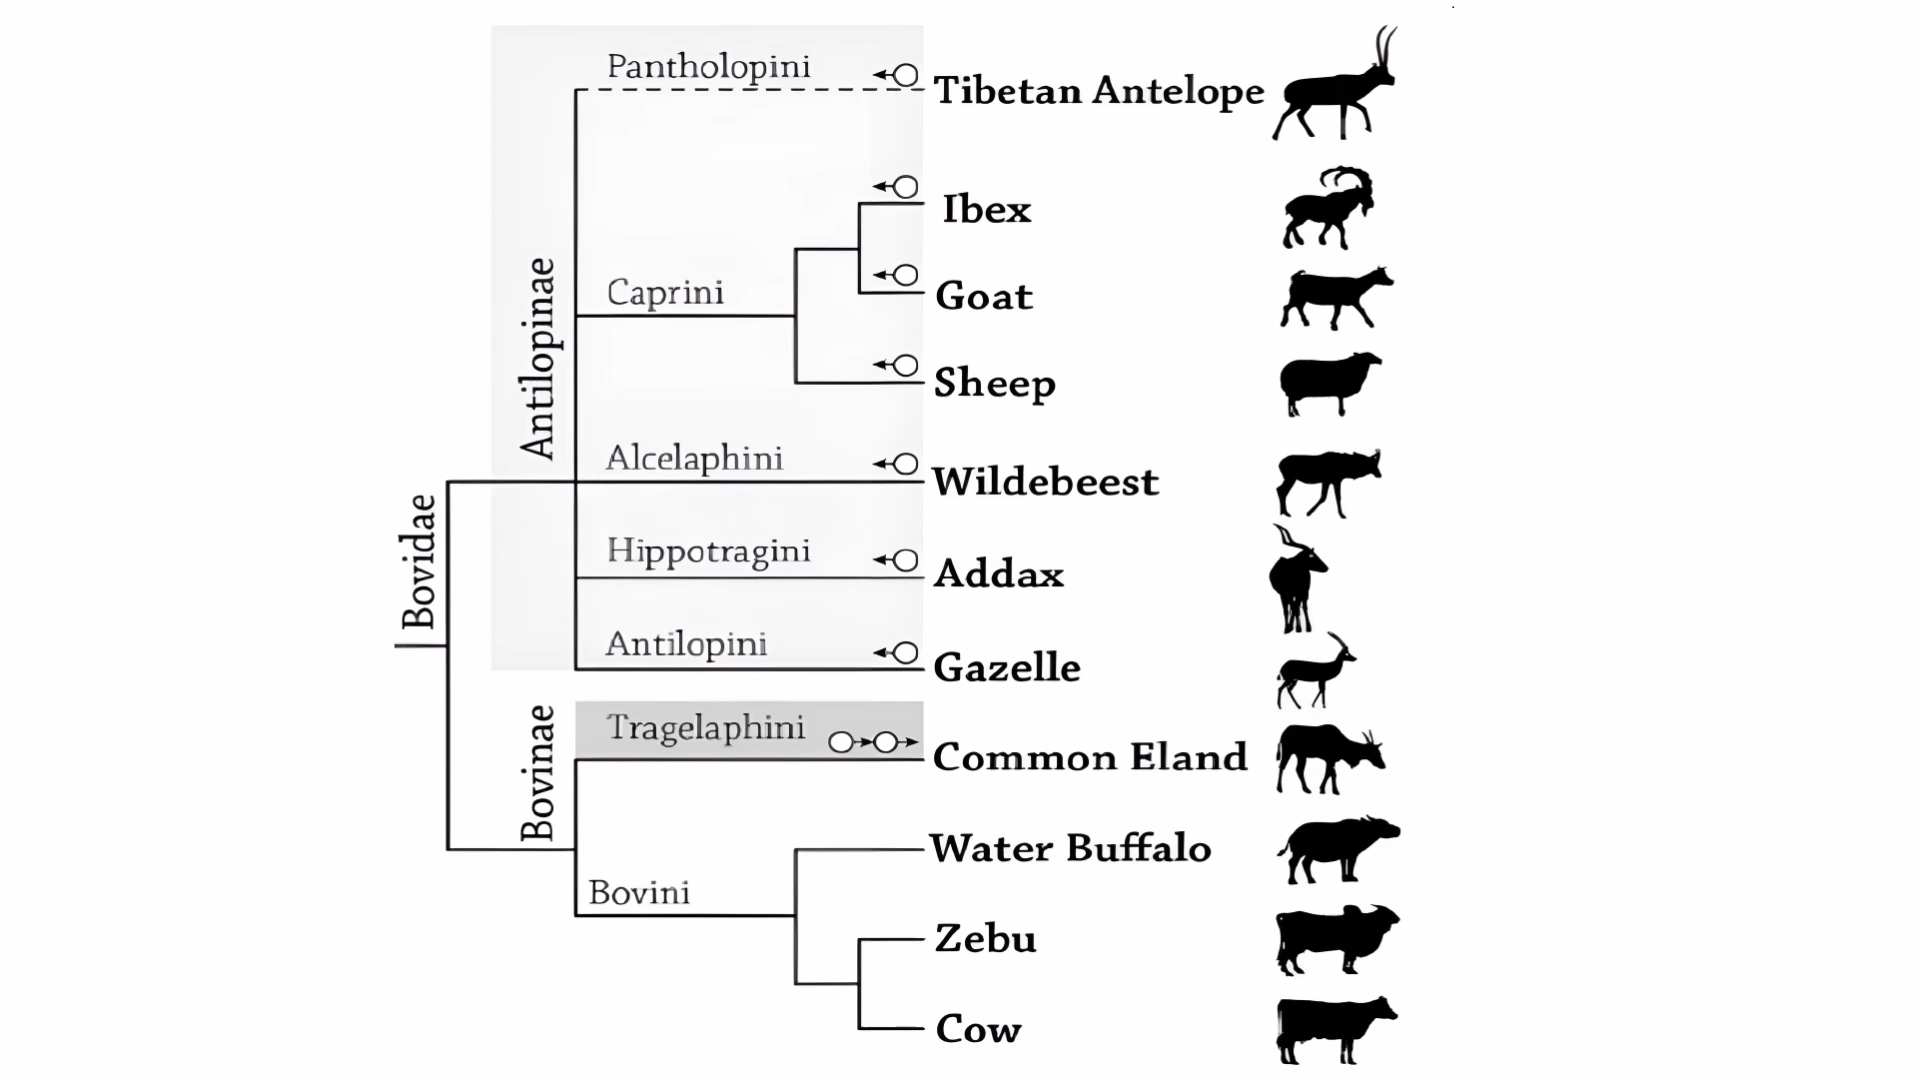 Pantholopini
Tibetan Antelope
Ibex
Caprini
Goat
Antilopinae
Sheep
Alcelaphini
Wildebeest
Bovidae
Hippotragini
Addax
Antilopini
Gazelle
Tragelaphini
Common Eland
Bovinae
Water Buffalo
Bovini
Zebu
Cow